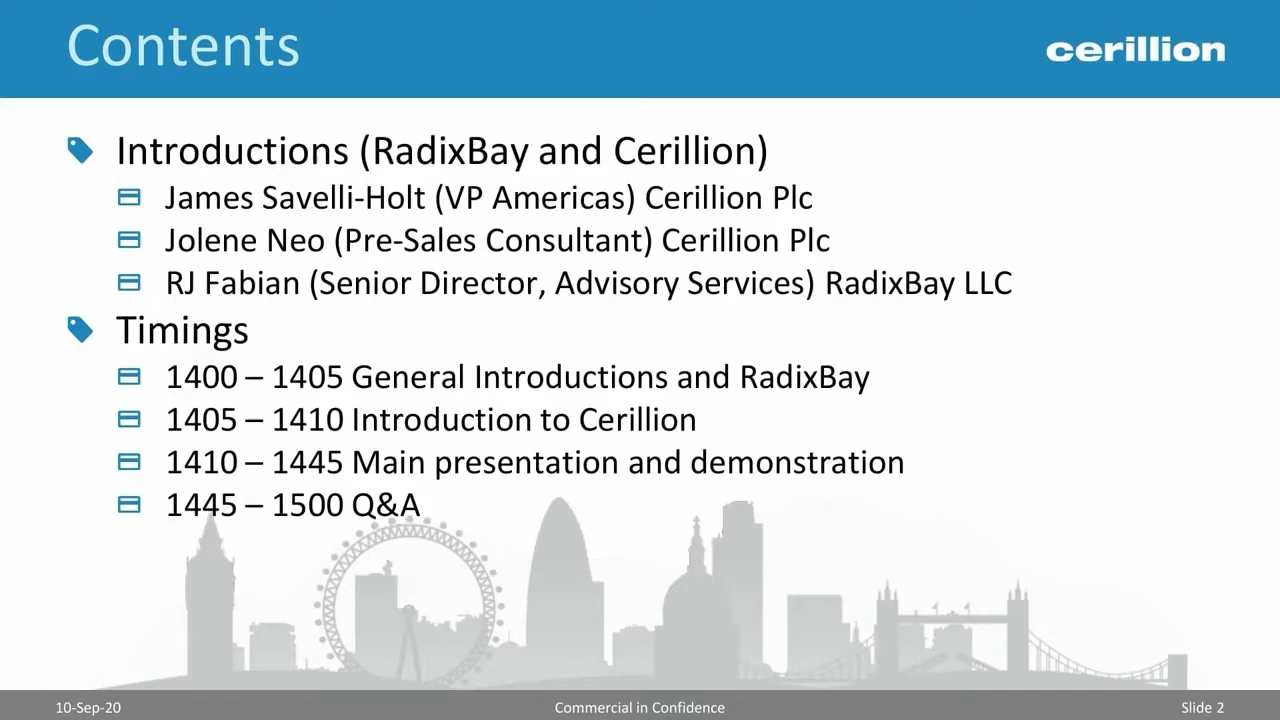 Contents
cerillion
Introductions (RadixBay and Cerillion)
James Savelli-Holt (VP Americas) Cerillion Plc
Jolene Neo (Pre-Sales Consultant) Cerillion Plc
RJ Fabian (Senior Director, Advisory Services) RadixBay LLC
Timings
1400 – 1405 General Introductions and RadixBay
1405 – 1410 Introduction to Cerillion
1410 – 1445 Main presentation and demonstration
1445 – 1500 Q&A
10-Sep-20
Commercial in Confidence
Slide 2